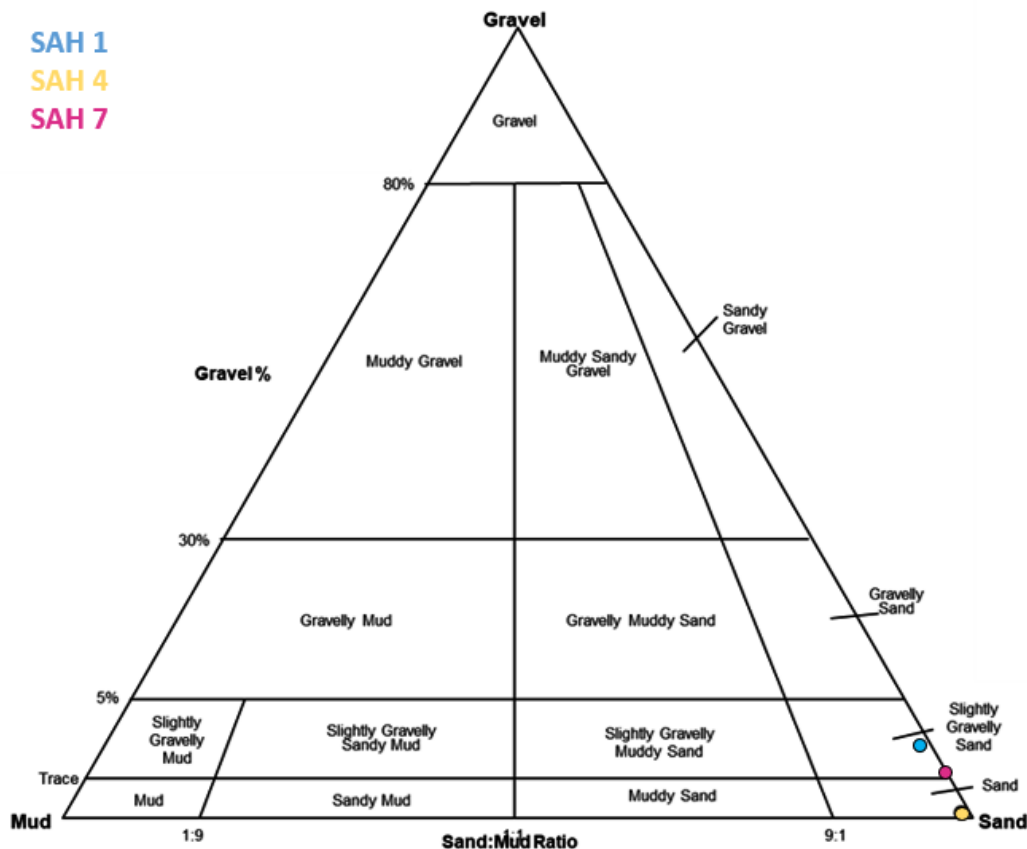 Gravel
SAH 1
SAH 4
SAH 7
Gravel
80%
Sandy
Gravel
Muddy Gravel
Muddy Sandy
Gravel
Gravel %
30%
Gravelly
Sand
Gravelly Mud
Gravelly Muddy Sand
5%
Slightly
Gravelly
Mud
Slightly Gravelly
Sandy Mud
Slightly Gravelly
Muddy Sand
Slightly
Gravelly
Sand
Trace
Mud
Sandy Mud
Muddy Sand
Sand
Mud
Sand
1:9
1:1
9:1
Sand:Mud Ratio